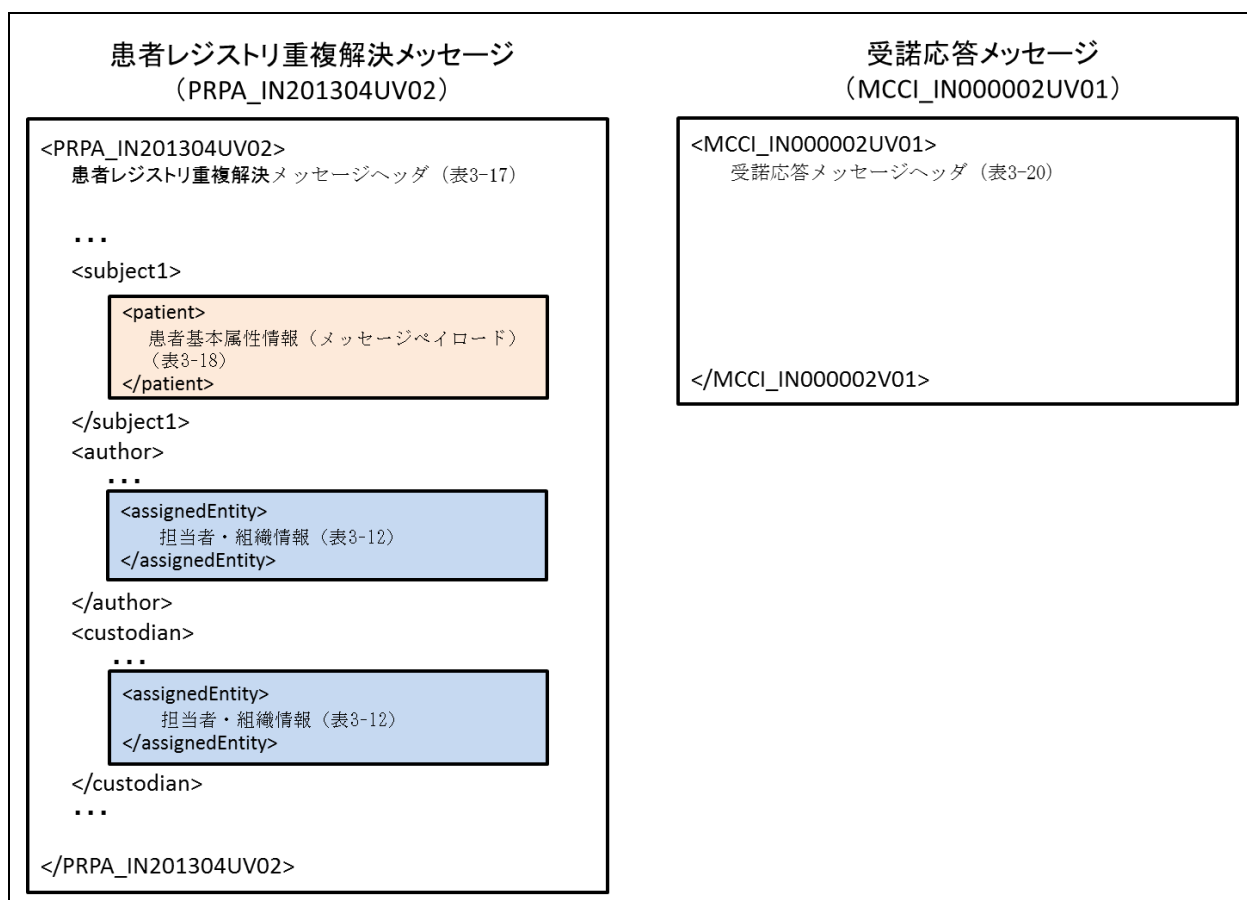 患者レジストリ重複解決メッセージ
（PRPA_IN201304UV02）
<PRPA_IN201304UV02>
患者レジストリ重複解決メッセージヘッダ（表3-17）
...
<subject1>
<patient>
患者基本属性情報（メッセージペイロード）
（表3-18）
</patient>
</subject1>
<author>
...
<assignedEntity>
担当者・組織情報（表3-12）
</assignedEntity>
</author>
<custodian>
...
<assignedEntity>
担当者・組織情報（表3-12）
</assignedEntity>
</custodian>
...
</PRPA_IN201304UV02>
受諾応答メッセージ
（MCCI_IN000002UV01）
<MCCI_IN000002UV01>
受諾応答メッセージヘッダ（表3-20）
</MCCI_IN000002V01>